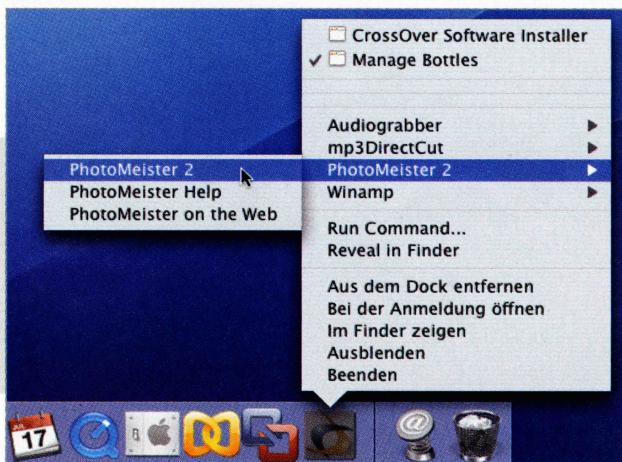 CrossOver Software Installer
✓ Manage Bottles
Audiograbber
mp3DirectCut
PhotoMeister 2
Winamp
PhotoMeister 2
PhotoMeister Help
PhotoMeister on the Web
Run Command...
Reveal in Finder
Aus dem Dock entfernen
Bei der Anmeldung öffnen
Im Finder zeigen
Ausblenden
Beenden
JUL
17
@